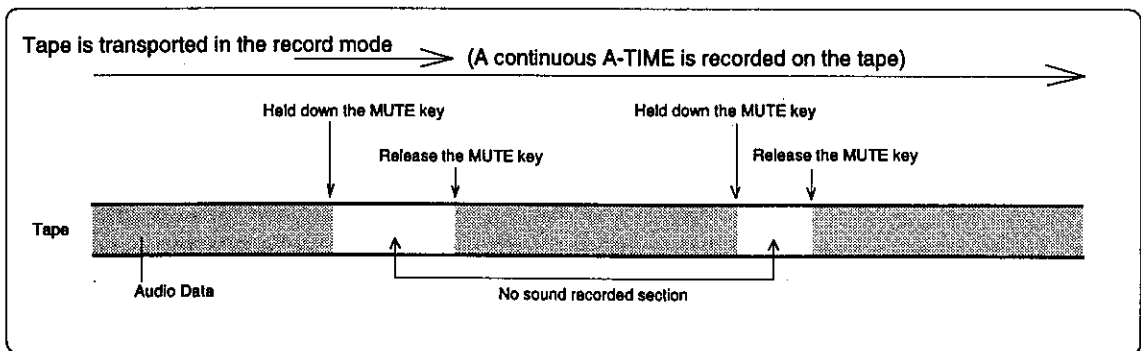 Tape is transported in the record mode
(A continuous A-TIME is recorded on the tape)
Held down the MUTE key
Held down the MUTE key
Release the MUTE key
Release the MUTE key
Tape
Audio Data
No sound recorded section